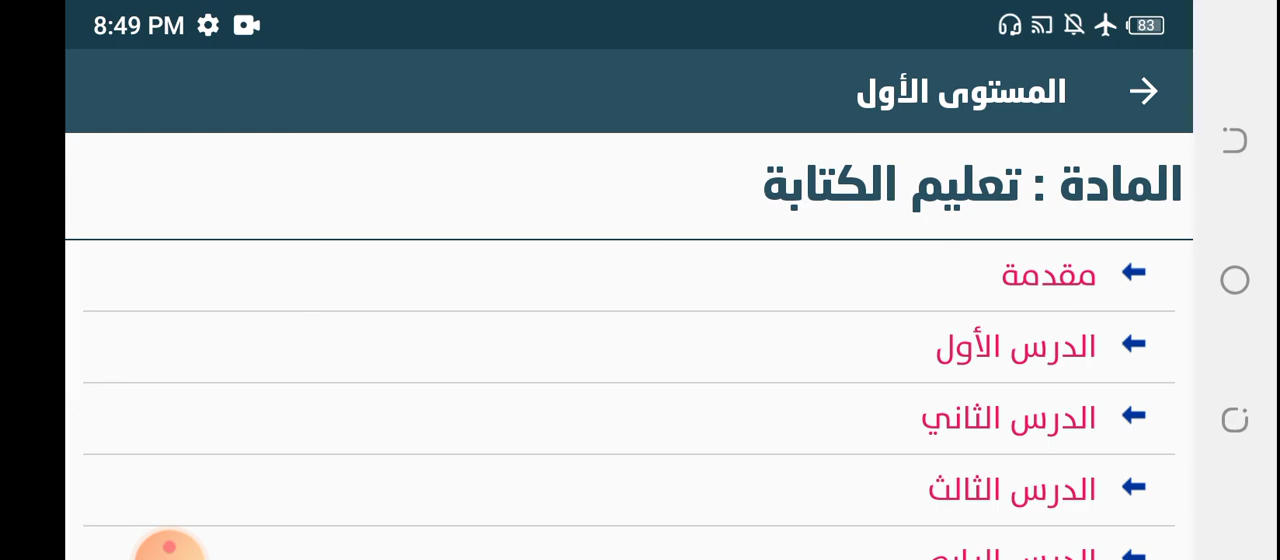 8:49 PM
83
المستوى الأول
المادة : تعليم الكتابة
مقدمة
الدرس الأول
الدرس الثاني
الدرس الثالث